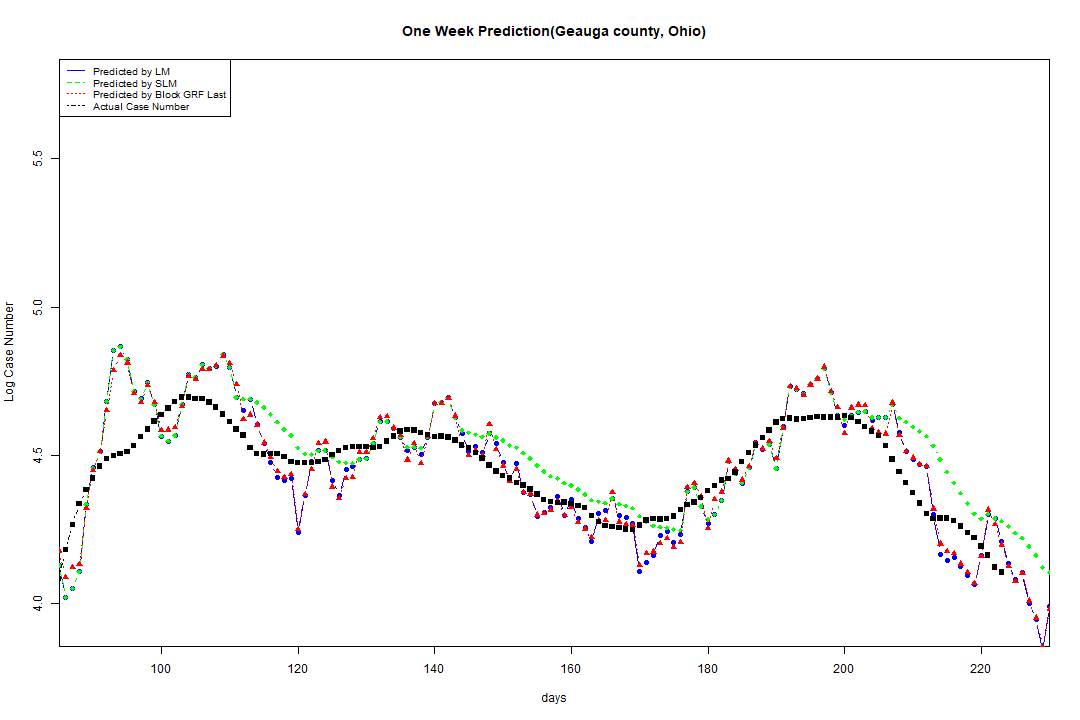 One Week Prediction(Geauga county, Ohio)
Predicted by LM
Predicted by SLM
Predicted by Block GRF Last
Actual Case Number
5.5
5.0
4.5
4.0
Log Case Number
100 120 140 160 180 200 220
days